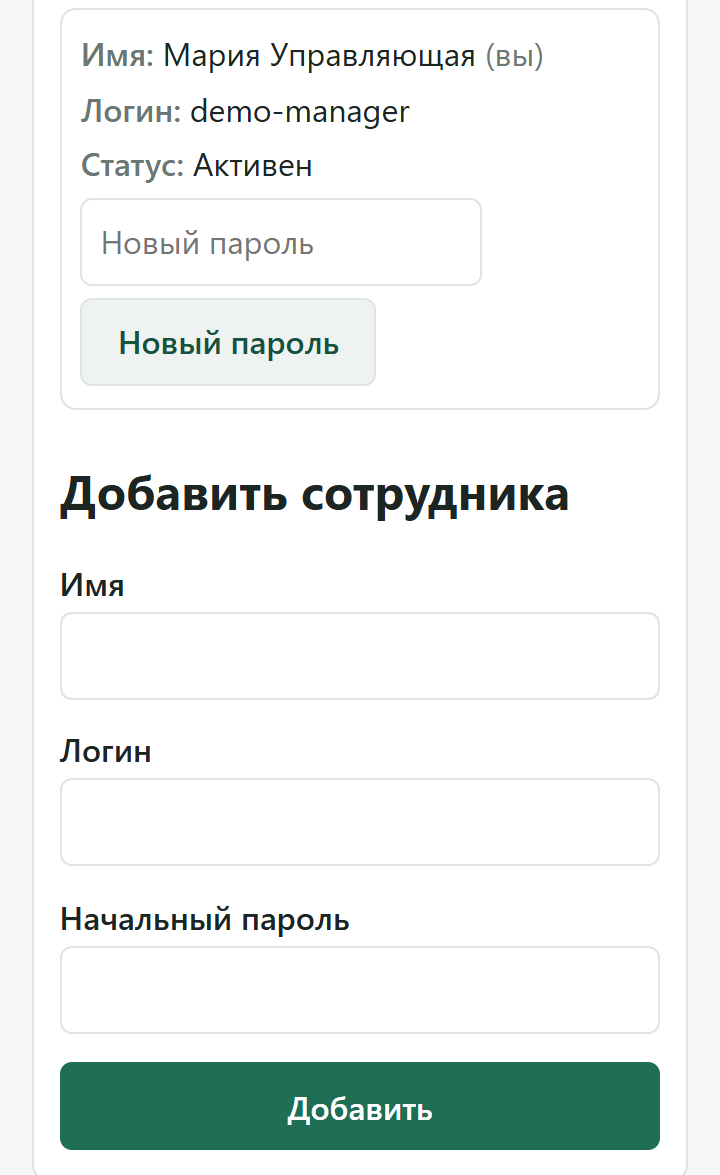 Имя: Мария Управляющая (вы)
Логин: demo-manager
Статус: Активен
Новый пароль
Новый пароль
Добавить сотрудника
Имя
Логин
Начальный пароль
Добавить